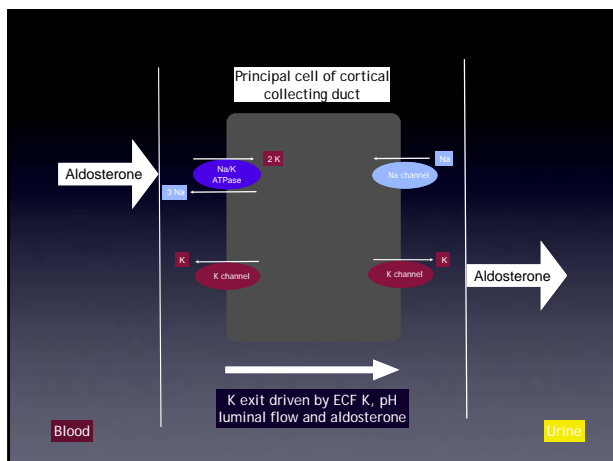 Principal cell of cortical
collecting duct
Aldosterone
Na/K
ATPase
2 K
3 Na
Na
Na channel
K
K channel
K
K channel
Aldosterone
K exit driven by ECF K, pH
luminal flow and aldosterone
Blood
Urine